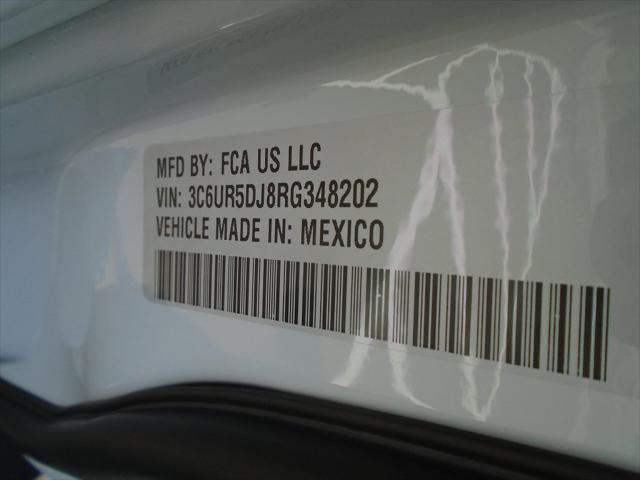 MFD BY: FCA US LLC
VIN: 3C6UR5DJ8RG348202
VEHICLE MADE IN: MEXICO